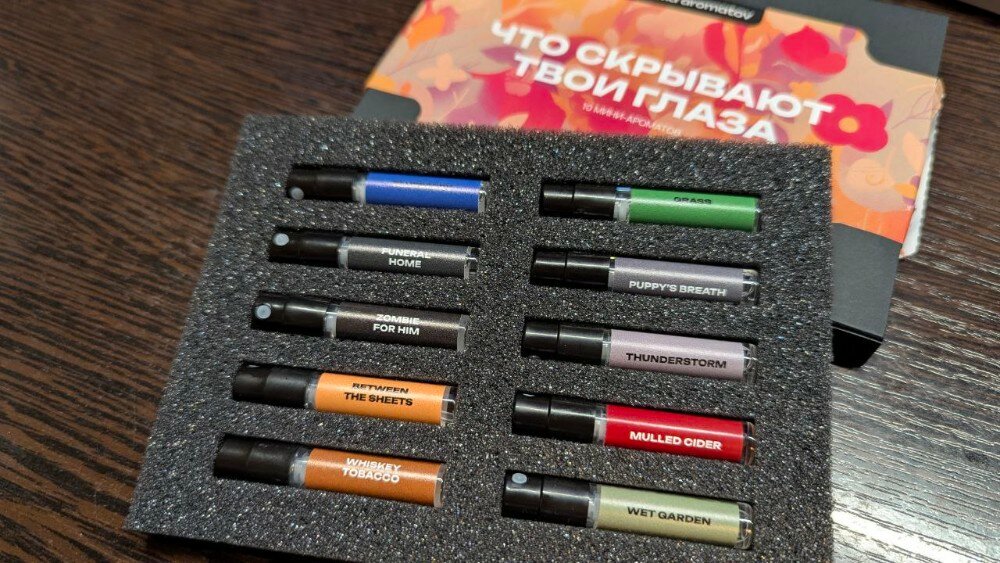 aromatov
ЧТО СКРЫВАЮТ
ТВОИ ГЛАЗА
10 МИНИ-АРОМАТОВ
GRASS
FUNERAL
HOME
PUPPY'S BREATH
ZOMBIE
FOR HIM
THUNDERSTORM
BETWEEN
THE SHEETS
MULLED CIDER
WHISKEY
TOBACCO
WET GARDEN